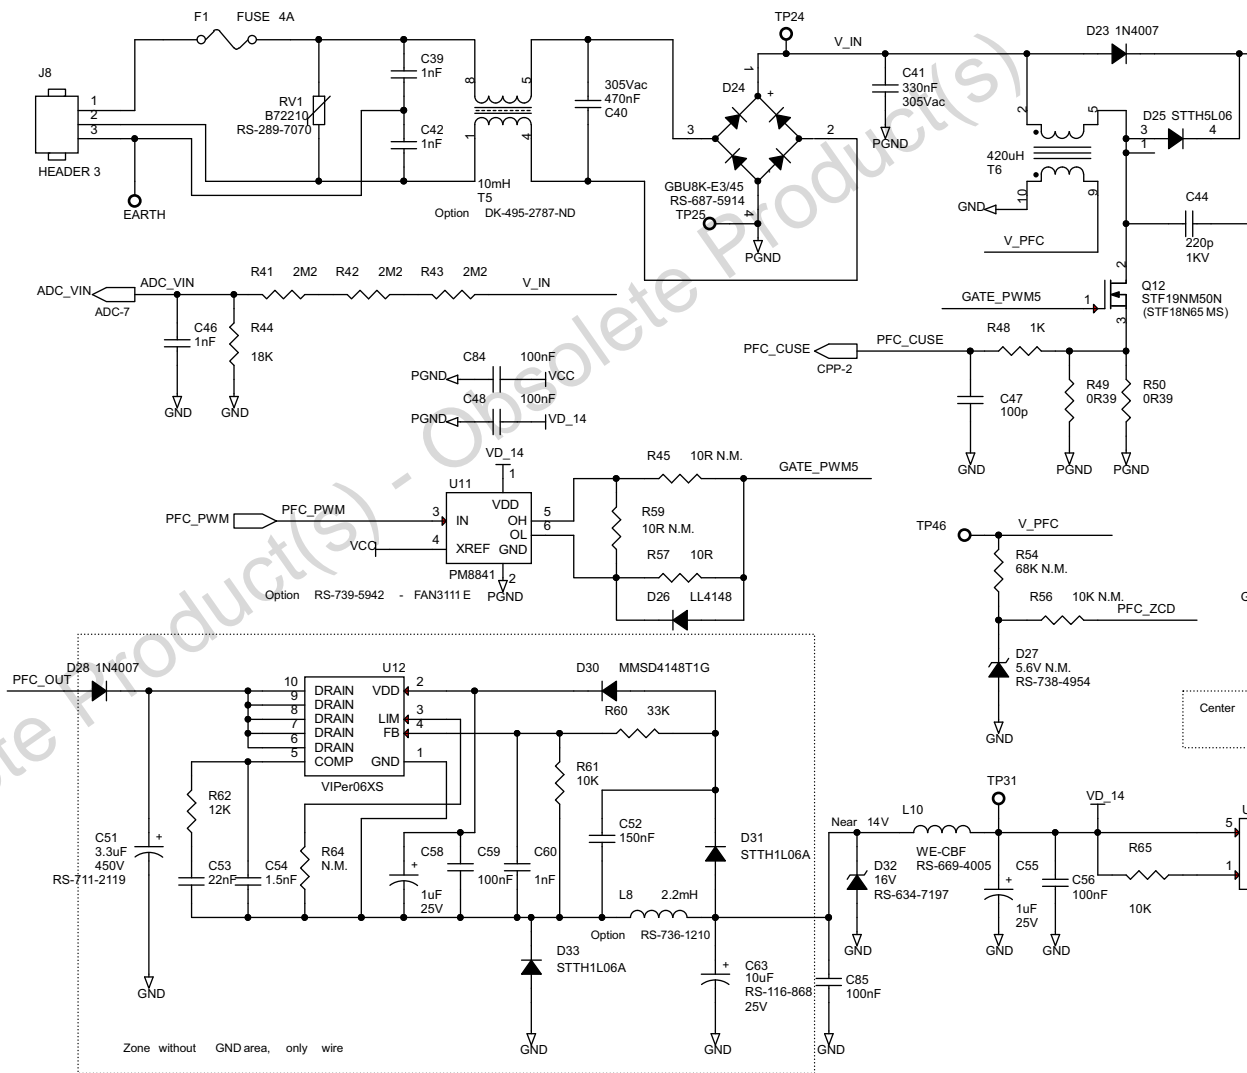 F1 FUSE 4A
J8
1
2
3
HEADER 3
EARTH
RV1
B72210
RS-289-7070
C39
1nF
C42
1nF
8
5
1
4
10mH
T5
Option DK-495-2787-ND
305Vac
470nF
C40
TP24
V_IN
D24
1
+
3
2
4
GBU8K-E3/45
RS-687-5914
TP25
PGND
C41
330nF
305Vac
PGND
D23 1N4007
D25 STTH5L06
3
4
1
2
5
420uH
T6
10
9
GND
V_PFC
C44
220p
1KV
ADC_VIN
ADC_VIN
ADC-7
R41 2M2
R42 2M2
R43 2M2
V_IN
C46
1nF
R44
18K
GND
GND
2
GATE_PWM5
1
3
Q12
STF19NM50N
(STF18N65 MS)
PFC_CUSE
PFC_CUSE
CPP-2
R48 1K
C47
100p
R49
0R39
R50
0R39
GND
PGND
PGND
C84 100nF
PGND
VCC
C48 100nF
PGND
VD_14
VD_14
1
U11
VDD
PFC_PWM
PFC_PWM
3
IN
OH
5
OL
6
VCC
4
XREF
GND
PM8841
2
PGND
Option RS-739-5942 - FAN3111 E
R45 10R N.M.
GATE_PWM5
R59
10R N.M.
R57 10R
D26 LL4148
TP46
V_PFC
R54
68K N.M.
R56 10K N.M.
PFC_ZCD
D27
5.6V N.M.
RS-738-4954
GND
G
Center
D28 1N4007
PFC_OUT
U12
10
DRAIN
VDD
2
9
DRAIN
8
DRAIN
LIM
3
7
DRAIN
FB
4
6
DRAIN
5
COMP
GND
1
VIPer06XS
D30 MMSD4148T1G
R60 33K
R61
10K
R62
12K
C51
3.3uF
450V
RS-711-2119
+
C53
22nF
C54
1.5nF
R64
N.M.
C58
+
1uF
25V
C59
100nF
C60
1nF
C52
150nF
D31
STTH1L06A
L8 2.2mH
Option RS-736-1210
D33
STTH1L06A
GND
GND
+
C63
10uF
RS-116-868
25V
GND
C85
100nF
GND
Zone without GND area, only wire
Near 14V
L10
WE-CBF
RS-669-4005
D32
16V
RS-634-7197
GND
TP31
VD_14
C55
+
1uF
25V
GND
C56
100nF
GND
R65
10K
5
1
U
Obsolete Product(s) - Obsolete Product(s)